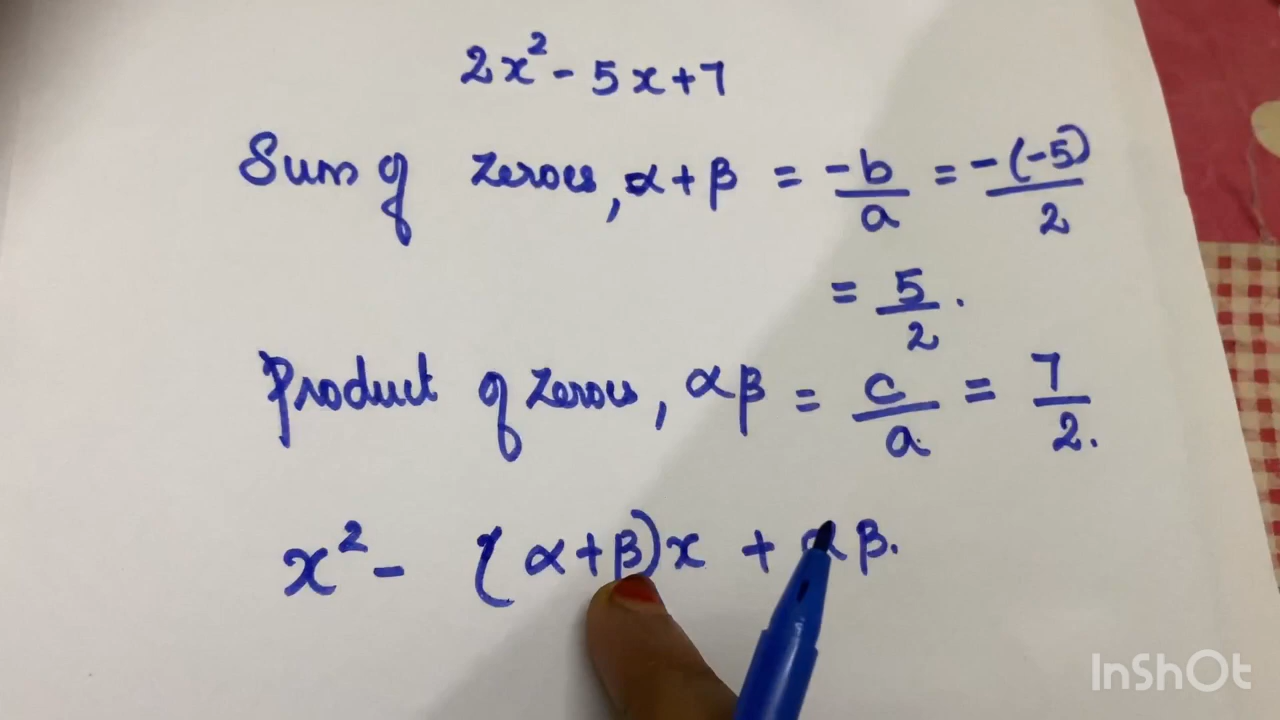 2x² - 5x + 7
Sum of zeroes, α + β = -b/a = -(-5)/2
= 5/2.
Product of zeroes, αβ = c/a = 7/2.
x² - (α + β)x + αβ.
InShOt